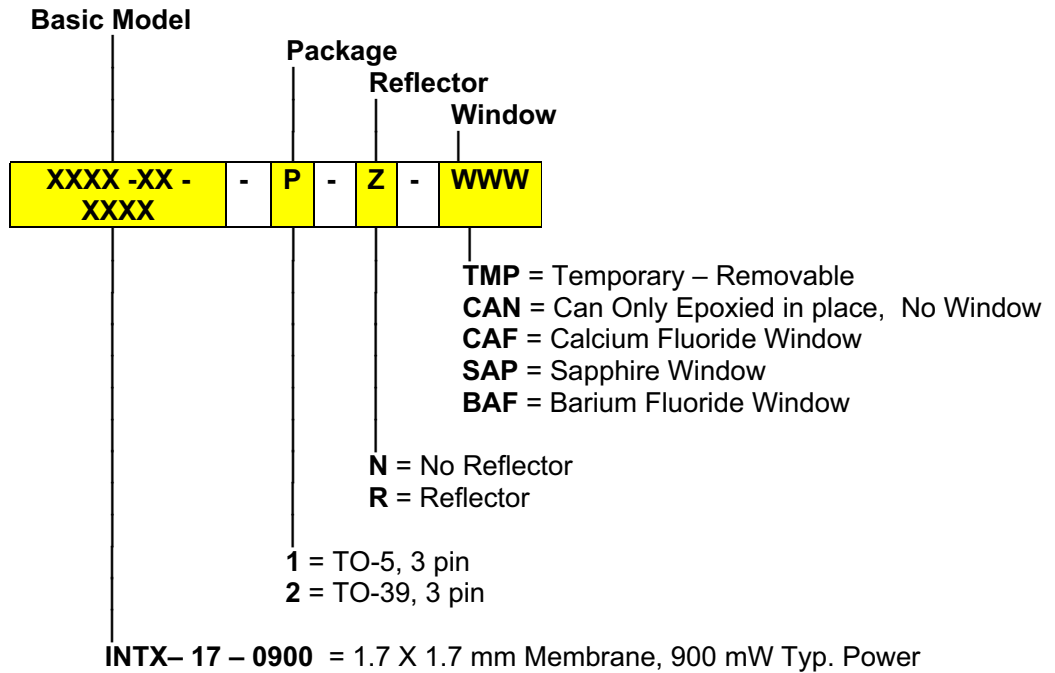 Basic Model
Package
Reflector
Window
XXXX -XX - - P - Z - WWW
XXXX
TMP = Temporary – Removable
CAN = Can Only Epoxied in place,  No Window
CAF = Calcium Fluoride Window
SAP = Sapphire Window
BAF = Barium Fluoride Window
N = No Reflector
R = Reflector
1 = TO-5, 3 pin
2 = TO-39, 3 pin
INTX– 17 – 0900  = 1.7 X 1.7 mm Membrane, 900 mW Typ. Power